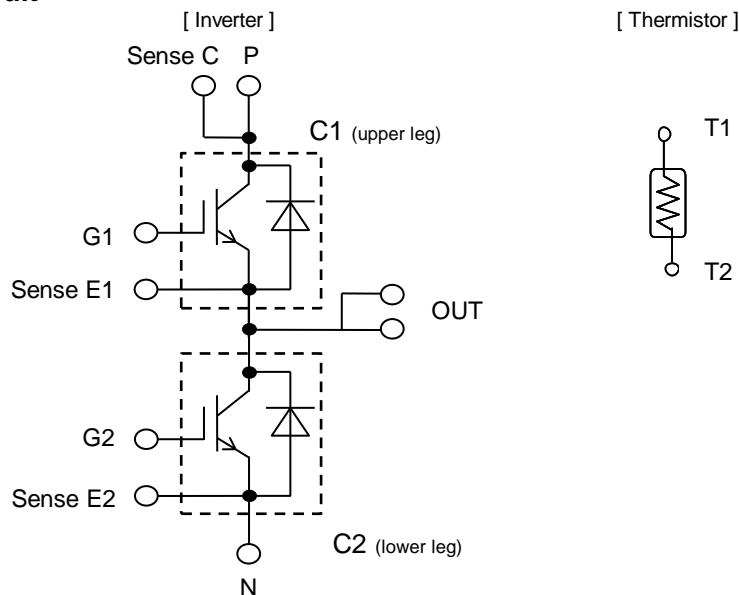 [ Inverter ]
[ Thermistor ]
Sense C
P
C1 (upper leg)
T1
G1
Sense E1
T2
OUT
G2
Sense E2
C2 (lower leg)
N